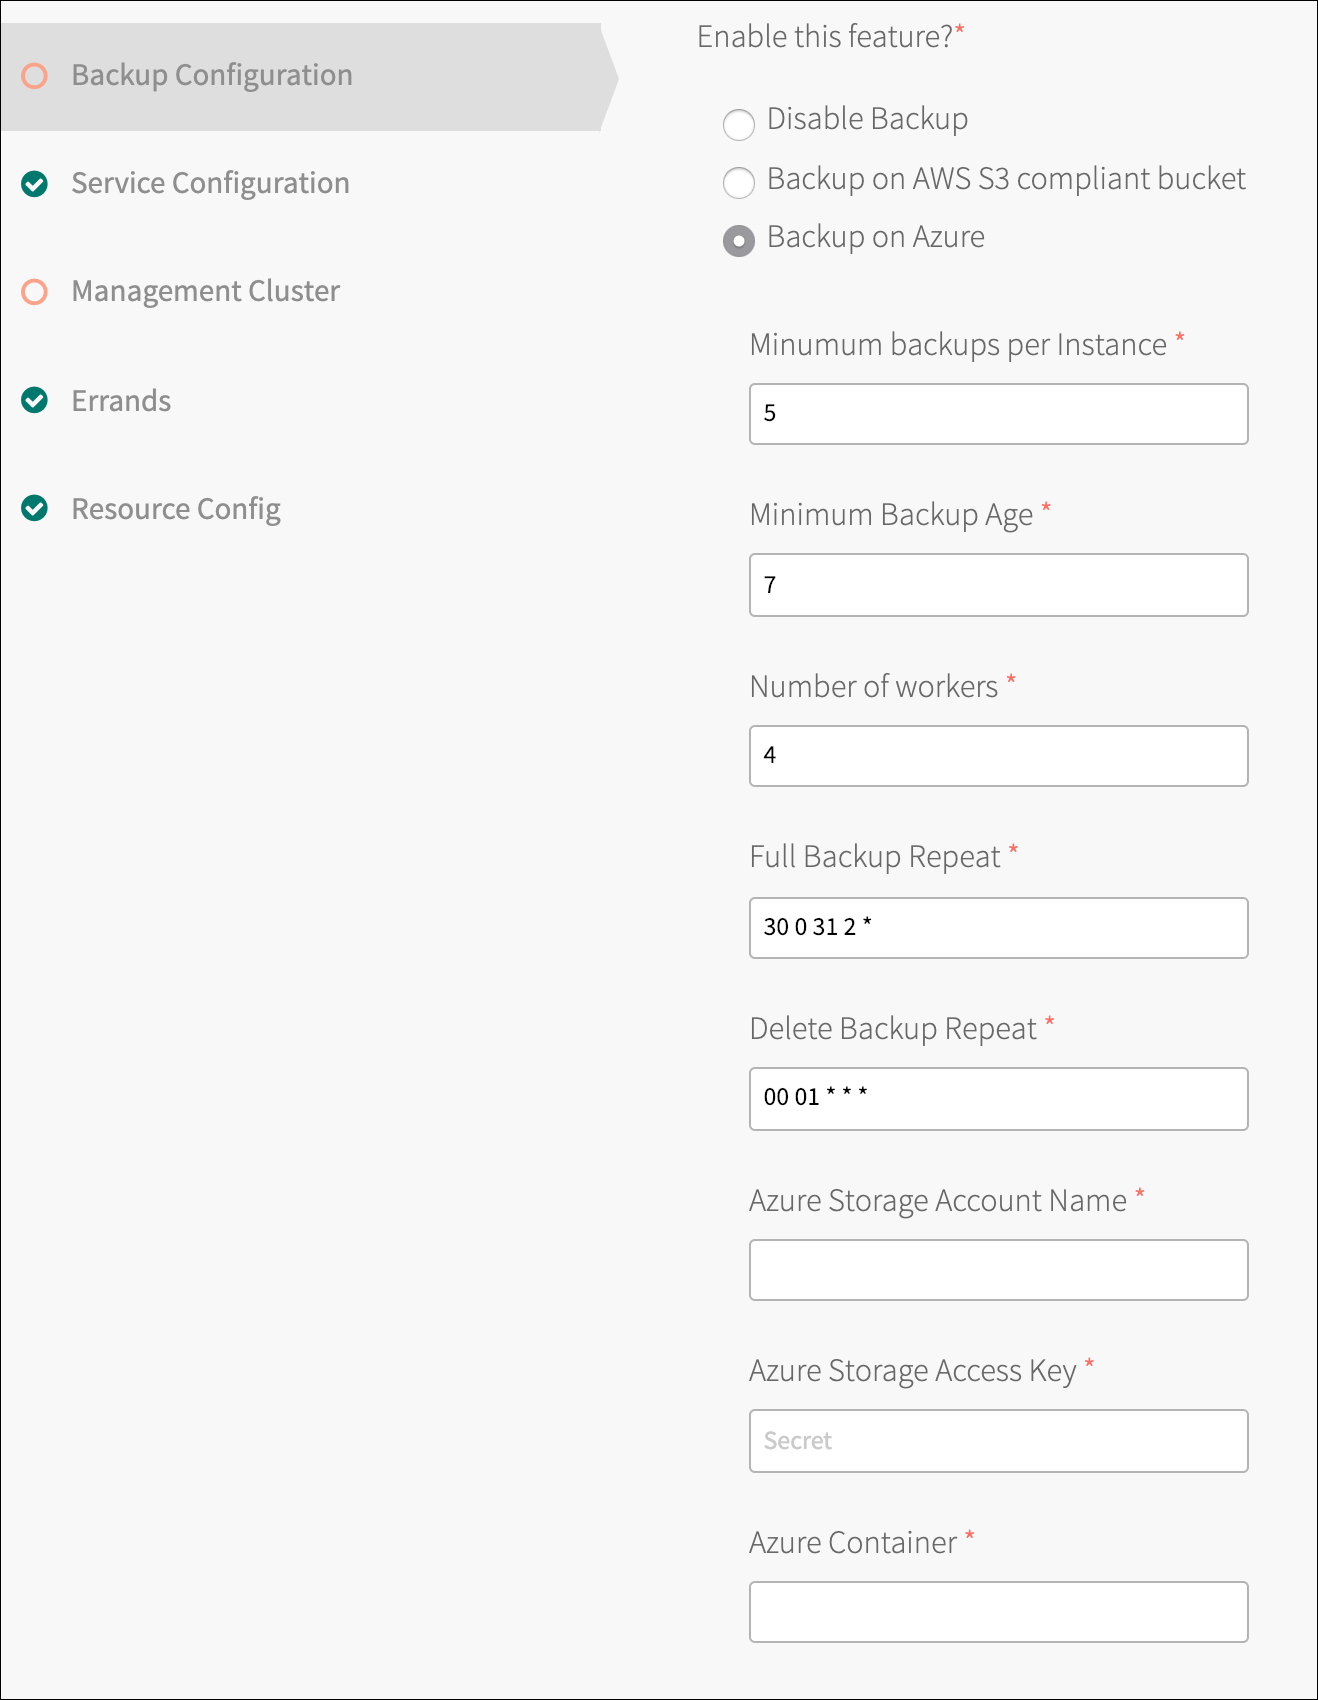 Backup Configuration
Service Configuration
Management Cluster
Errands
Resource Config
Enable this feature?*
Disable Backup
Backup on AWS S3 compliant bucket
Backup on Azure
Minumum backups per Instance *
5
Minimum Backup Age *
7
Number of workers *
4
Full Backup Repeat *
30 0 31 2 *
Delete Backup Repeat *
00 01 * * *
Azure Storage Account Name *
Azure Storage Access Key *
Secret
Azure Container *